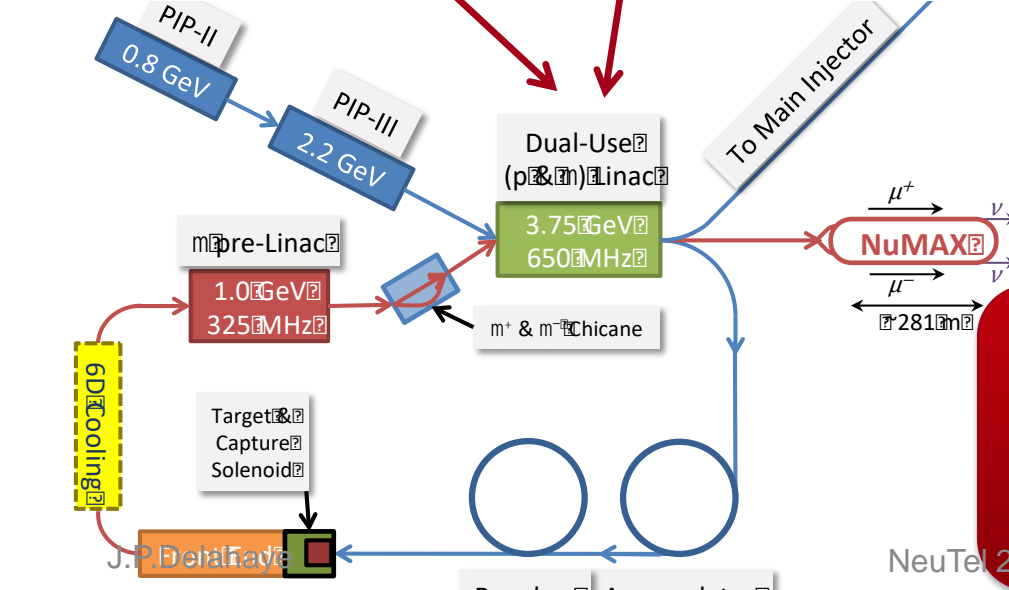 PIP-II
0.8 GeV
PIP-III
2.2 GeV
To Main Injector
Dual-Use
(p & m) Linac
3.75 GeV
650 MHz
μ+
ν
NuMAX
μ−
ν
~281 m
m pre-Linac
1.0 GeV
325 MHz
m+ & m− Chicane
6D Cooling
Target &
Capture
Solenoid
Front End
J.P.Delahaye
NeuTel 2